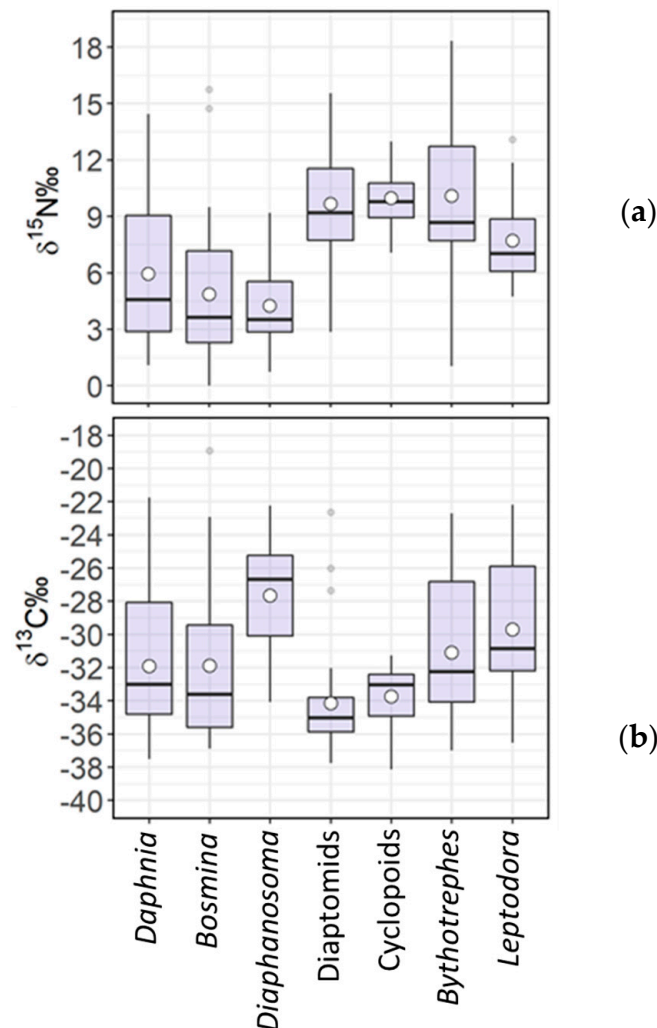 18
15
12
9
6
3
0
δ15N‰
(a)
-18
-20
-22
-24
-26
-28
-30
-32
-34
-36
-38
-40
δ13C‰
(b)
Daphnia
Bosmina
Diaphanosoma
Diaptomids
Cyclopoids
Bythotrephes
Leptodora